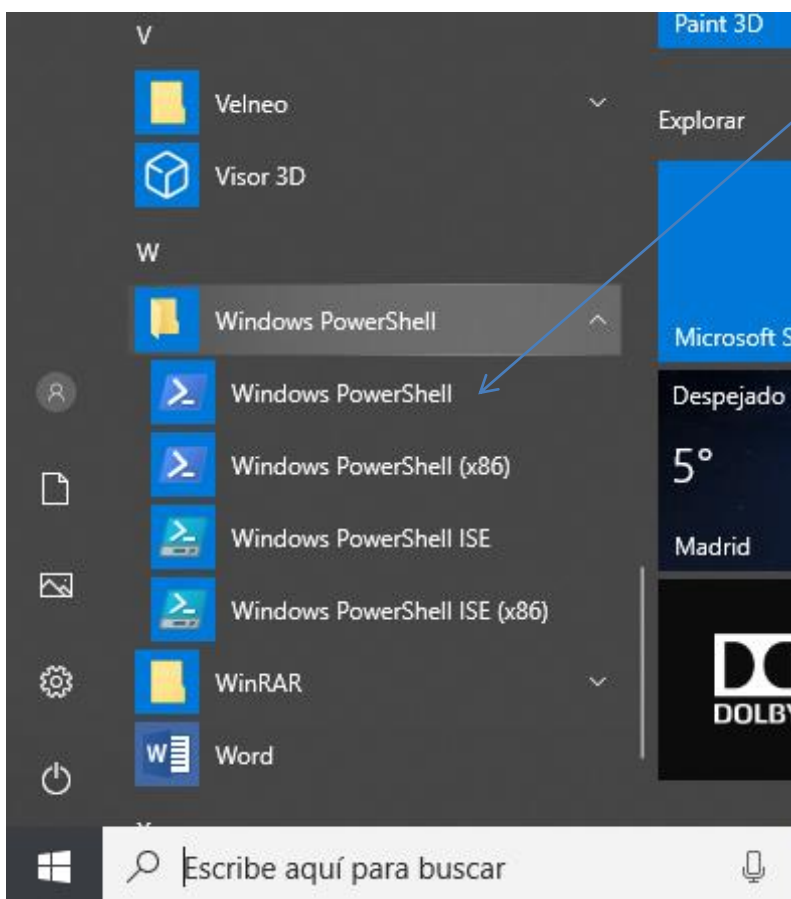 V
Velneo
Visor 3D
W
Windows PowerShell
Windows PowerShell
Windows PowerShell (x86)
Windows PowerShell ISE
Windows PowerShell ISE (x86)
WinRAR
Word
Escribe aquí para buscar
Paint 3D
Explorar
Microsoft S
Despejado
5°
Madrid
DOLBY